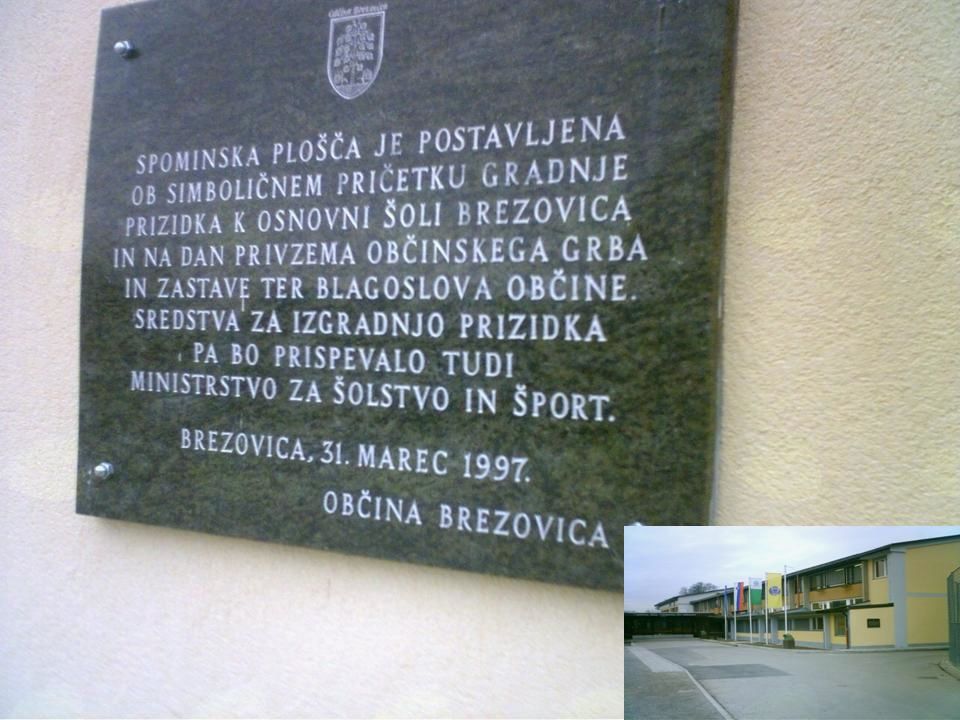 Občina Brezovica
SPOMINSKA PLOŠČA JE POSTAVLJENA
OB SIMBOLIČNEM PRIČETKU GRADNJE
PRIZIDKA K OSNOVNI ŠOLI BREZOVICA
IN NA DAN PRIVZEMA OBČINSKEGA GRBA
IN ZASTAVE TER BLAGOSLOVA OBČINE.
SREDSTVA ZA IZGRADNJO PRIZIDKA
PA BO PRISPEVALO TUDI
MINISTRSTVO ZA ŠOLSTVO IN ŠPORT.
BREZOVICA, 31. MAREC 1997.
OBČINA BREZOVICA